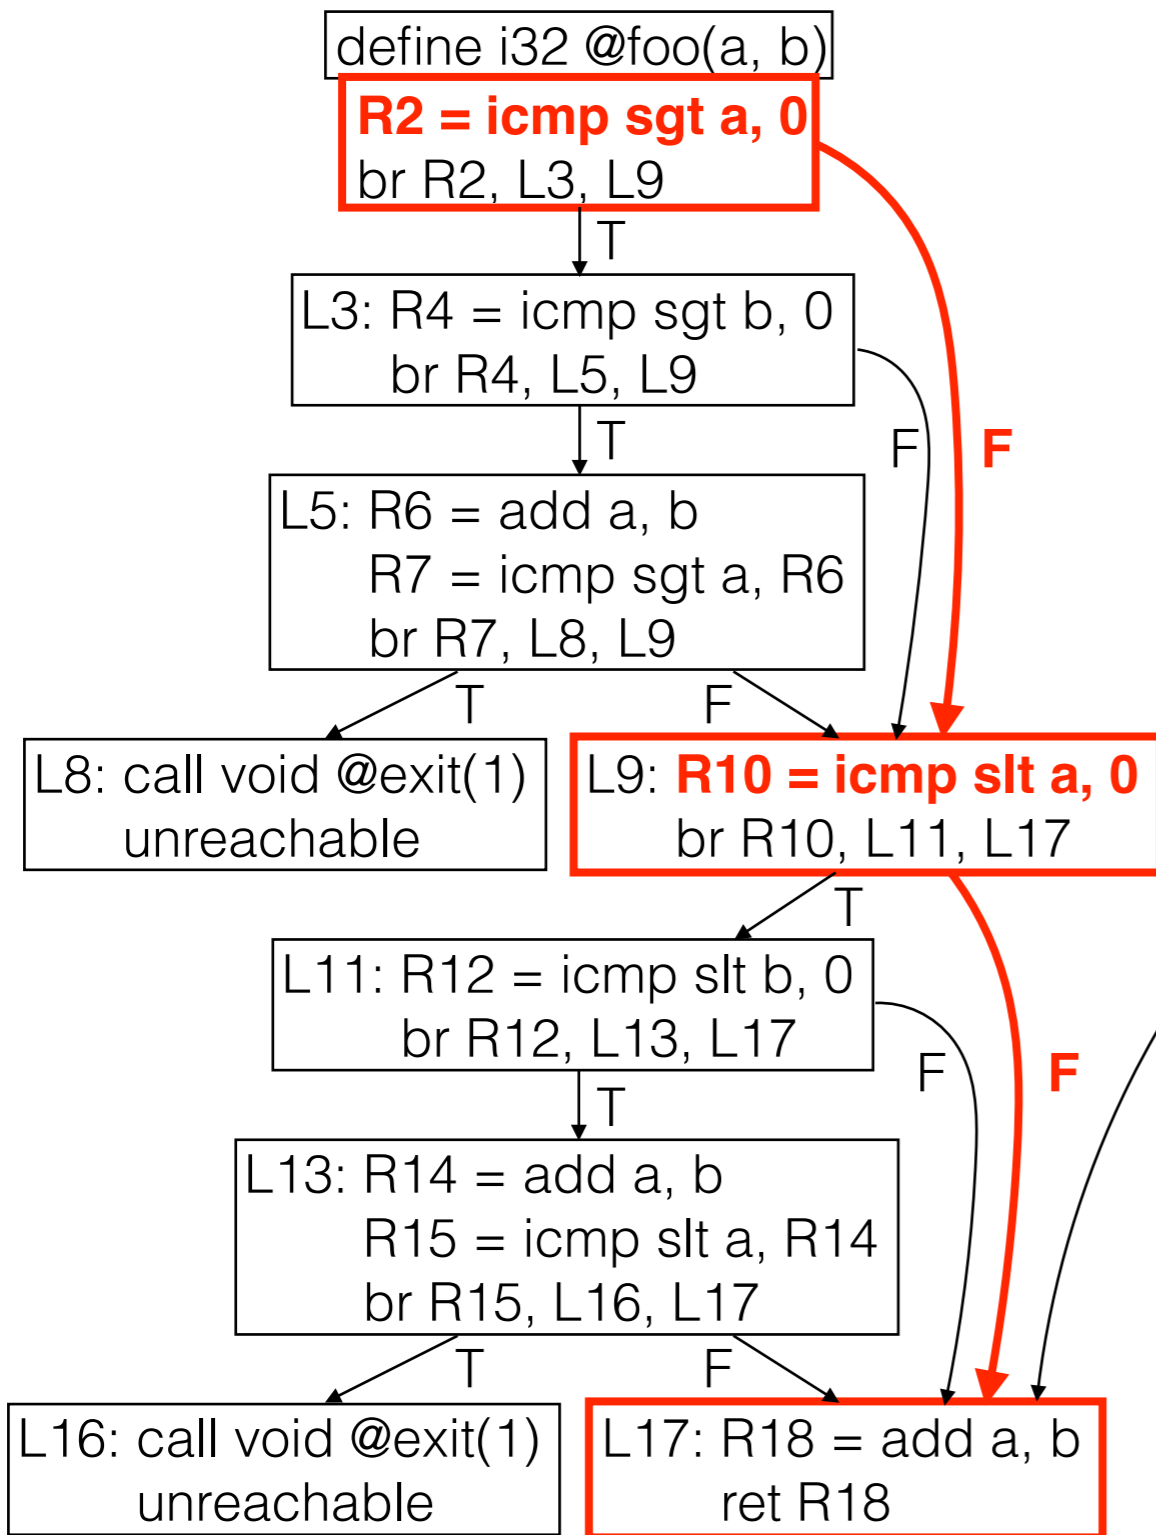 define i32 @foo(a, b)
R2 = icmp sgt a, 0
br R2, L3, L9
T
L3: R4 = icmp sgt b, 0
br R4, L5, L9
T
F
F
L5: R6 = add a, b
R7 = icmp sgt a, R6
br R7, L8, L9
T
F
L8: call void @exit(1)
unreachable
L9: R10 = icmp slt a, 0
br R10, L11, L17
T
L11: R12 = icmp slt b, 0
br R12, L13, L17
T
F
F
L13: R14 = add a, b
R15 = icmp slt a, R14
br R15, L16, L17
T
F
L16: call void @exit(1)
unreachable
L17: R18 = add a, b
ret R18